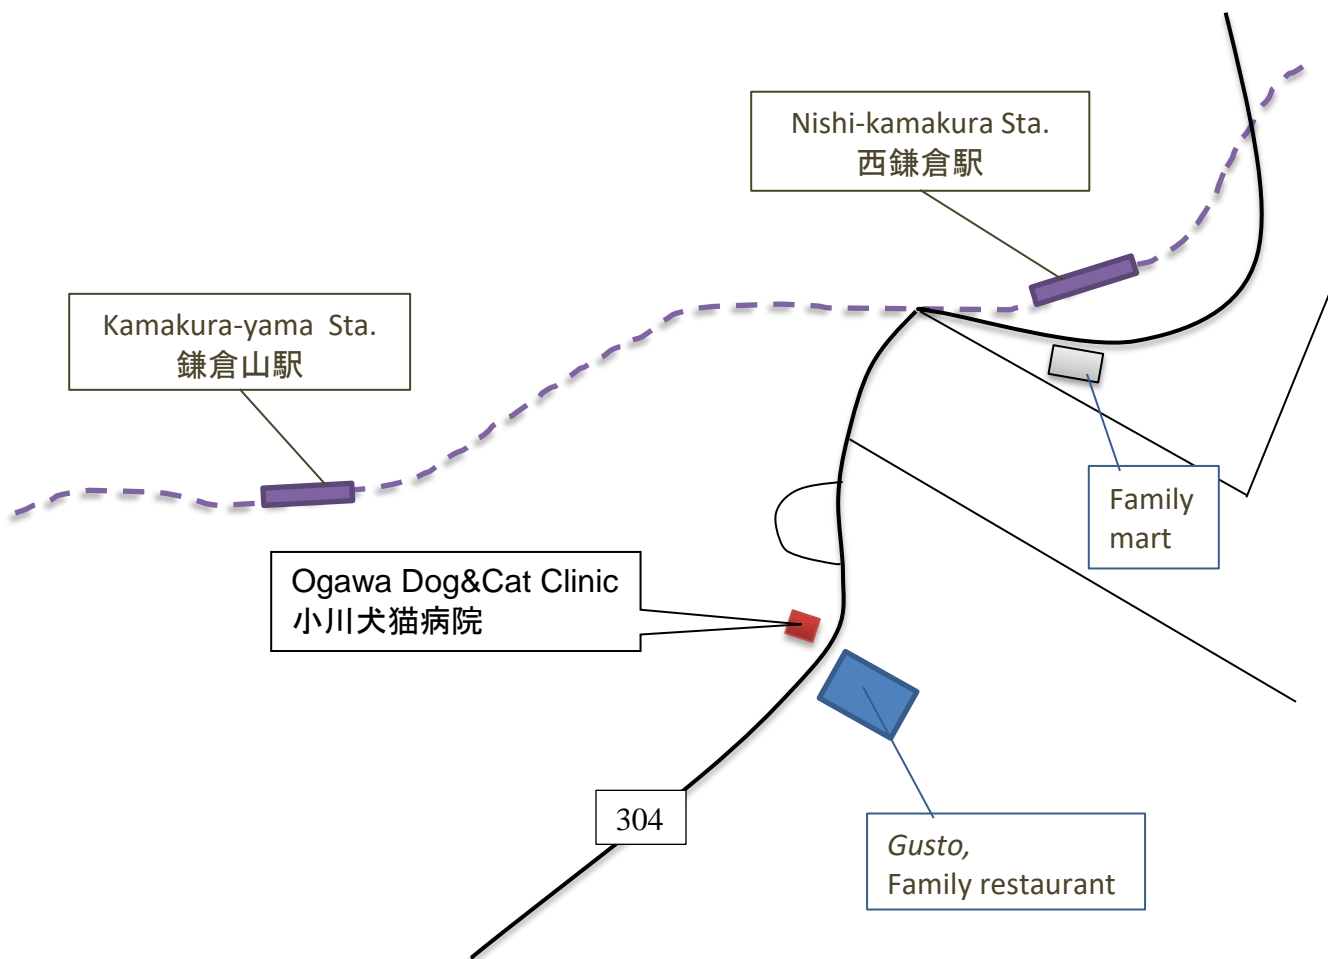 Nishi-kamakura Sta.
西鎌倉駅
Kamakura-yama Sta.
鎌倉山駅
Family
mart
Ogawa Dog&Cat Clinic
小川犬猫病院
304
Gusto,
Family restaurant